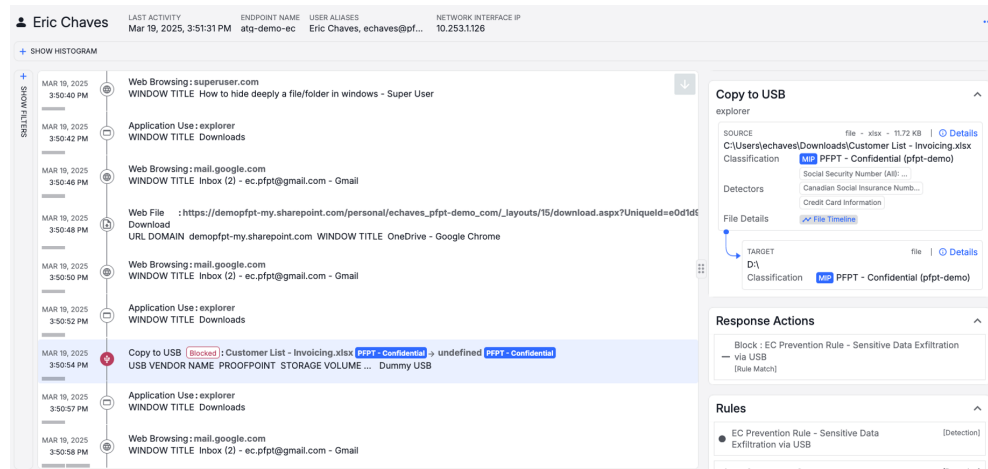 Eric Chaves
LAST ACTIVITY
Mar 19, 2025, 3:51:31 PM
ENDPOINT NAME
atg-demo-ec
USER ALIASES
Eric Chaves, echaves@pf...
NETWORK INTERFACE IP
10.253.1.126
+ SHOW HISTOGRAM
+ SHOW FILTERS
MAR 19, 2025
3:50:40 PM
Web Browsing : superuser.com
WINDOW TITLE How to hide deeply a file/folder in windows - Super User
MAR 19, 2025
3:50:42 PM
Application Use : explorer
WINDOW TITLE Downloads
MAR 19, 2025
3:50:46 PM
Web Browsing : mail.google.com
WINDOW TITLE Inbox (2) - ec.pfpt@gmail.com - Gmail
MAR 19, 2025
3:50:48 PM
Web File Download : https://demopfpt-my.sharepoint.com/personal/echaves_pfpt-demo_com/_layouts/15/download.aspx?UniqueId=e0d1d9
URL DOMAIN demopfpt-my.sharepoint.com WINDOW TITLE OneDrive - Google Chrome
MAR 19, 2025
3:50:50 PM
Web Browsing : mail.google.com
WINDOW TITLE Inbox (2) - ec.pfpt@gmail.com - Gmail
MAR 19, 2025
3:50:52 PM
Application Use : explorer
WINDOW TITLE Downloads
MAR 19, 2025
3:50:54 PM
Copy to USB Blocked : Customer List - Invoicing.xlsx PFPT - Confidential → undefined PFPT - Confidential
USB VENDOR NAME PROOFPOINT STORAGE VOLUME ... Dummy USB
MAR 19, 2025
3:50:57 PM
Application Use : explorer
WINDOW TITLE Downloads
MAR 19, 2025
3:50:58 PM
Web Browsing : mail.google.com
WINDOW TITLE Inbox (2) - ec.pfpt@gmail.com - Gmail
Copy to USB
explorer
SOURCE file - xlsx - 11.72 KB | Details
C:\Users\echaves\Downloads\Customer List - Invoicing.xlsx
Classification MIP PFPT - Confidential (pfpt-demo)
Detectors
Social Security Number (All): ...
Canadian Social Insurance Numb...
Credit Card Information
File Details File Timeline
TARGET file | Details
D:\
Classification MIP PFPT - Confidential (pfpt-demo)
Response Actions
Block : EC Prevention Rule - Sensitive Data Exfiltration
via USB
[Rule Match]
Rules
EC Prevention Rule - Sensitive Data [Detection]
Exfiltration via USB